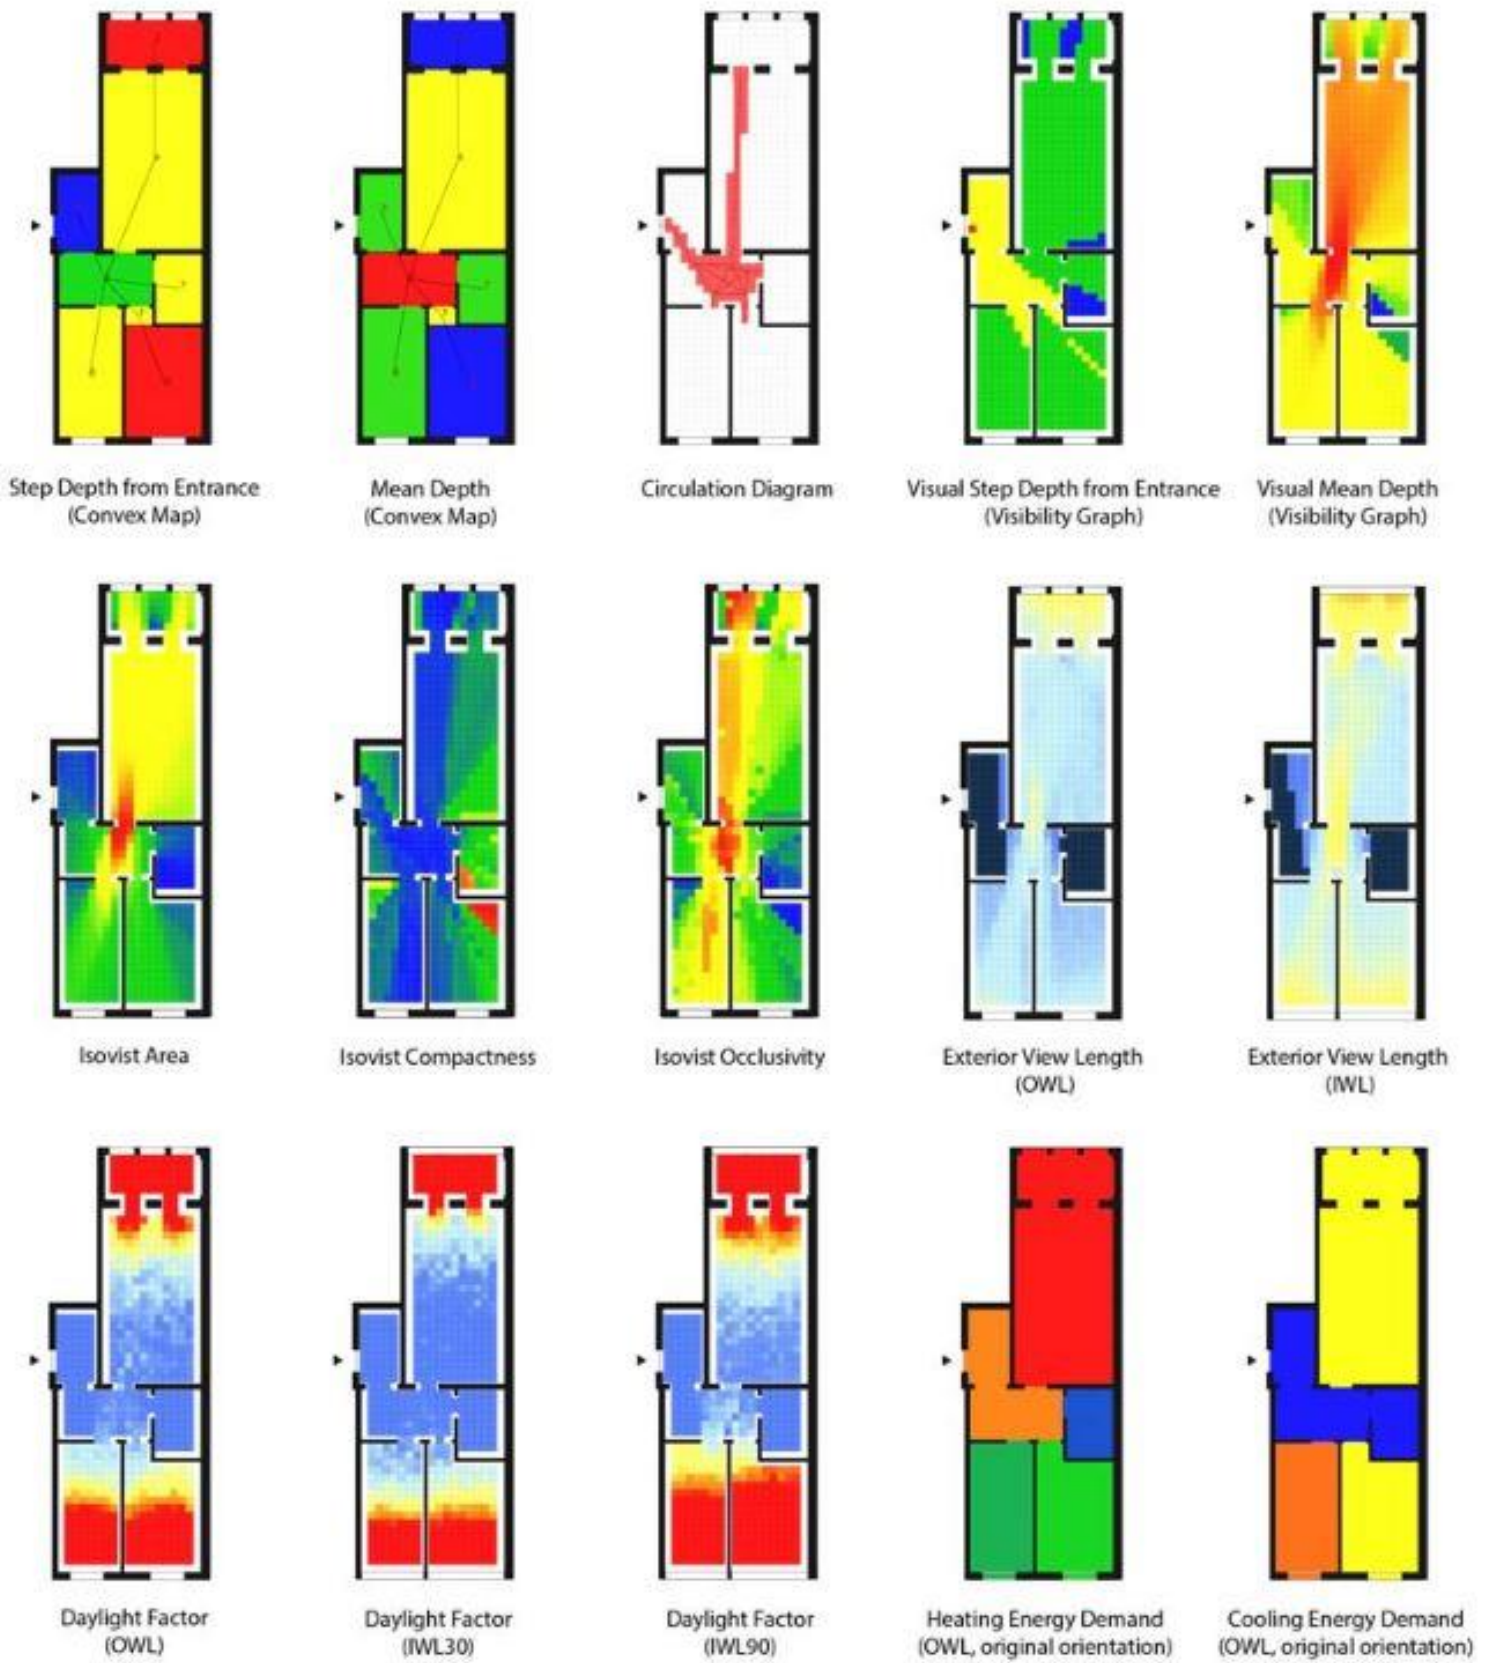 Step Depth from Entrance
(Convex Map)
Mean Depth
(Convex Map)
Circulation Diagram
Visual Step Depth from Entrance
(Visibility Graph)
Visual Mean Depth
(Visibility Graph)
Isovist Area
Isovist Compactness
Isovist Occlusivity
Exterior View Length
(OWL)
Exterior View Length
(IWL)
Daylight Factor
(OWL)
Daylight Factor
(IWL30)
Daylight Factor
(IWL90)
Heating Energy Demand
(OWL, original orientation)
Cooling Energy Demand
(OWL, original orientation)